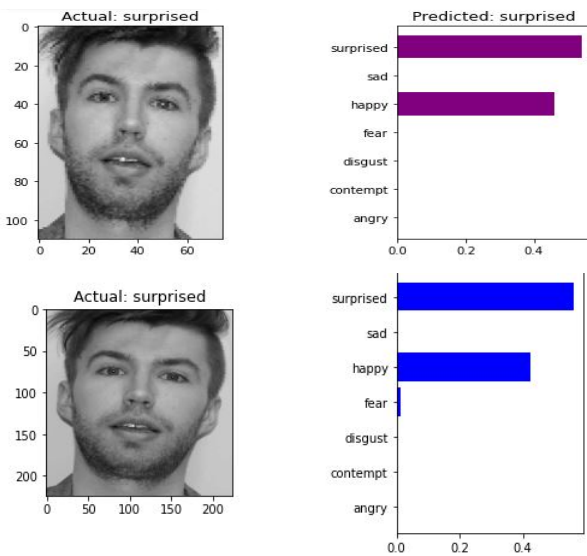 Actual: surprised
0
20
40
60
80
100
0 20 40 60
Predicted: surprised
surprised
sad
happy
fear
disgust
contempt
angry
0.0 0.2 0.4
Actual: surprised
0
50
100
150
200
0 50 100 150 200
surprised
sad
happy
fear
disgust
contempt
angry
0.0 0.2 0.4